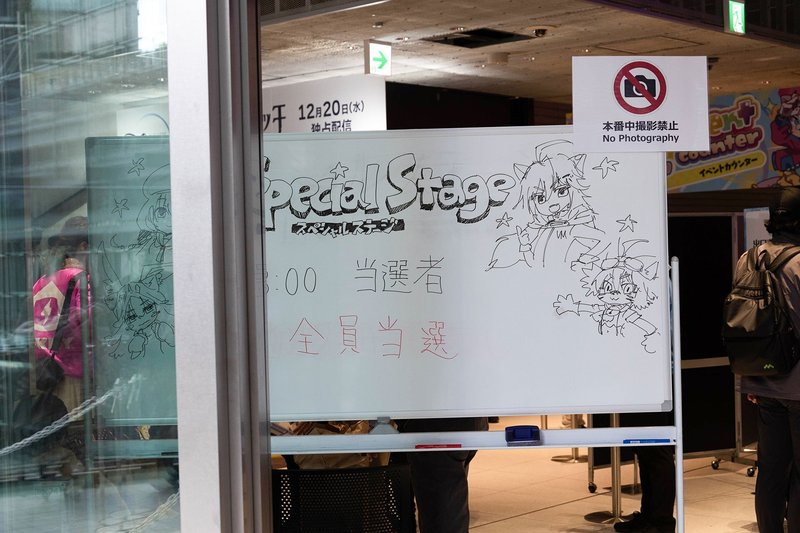 12月20日(水)
独占配信
本番中撮影禁止
No Photography
counter
イベントカウンター
Special Stage
スペシャルステージ
:00 当選者
全員当選